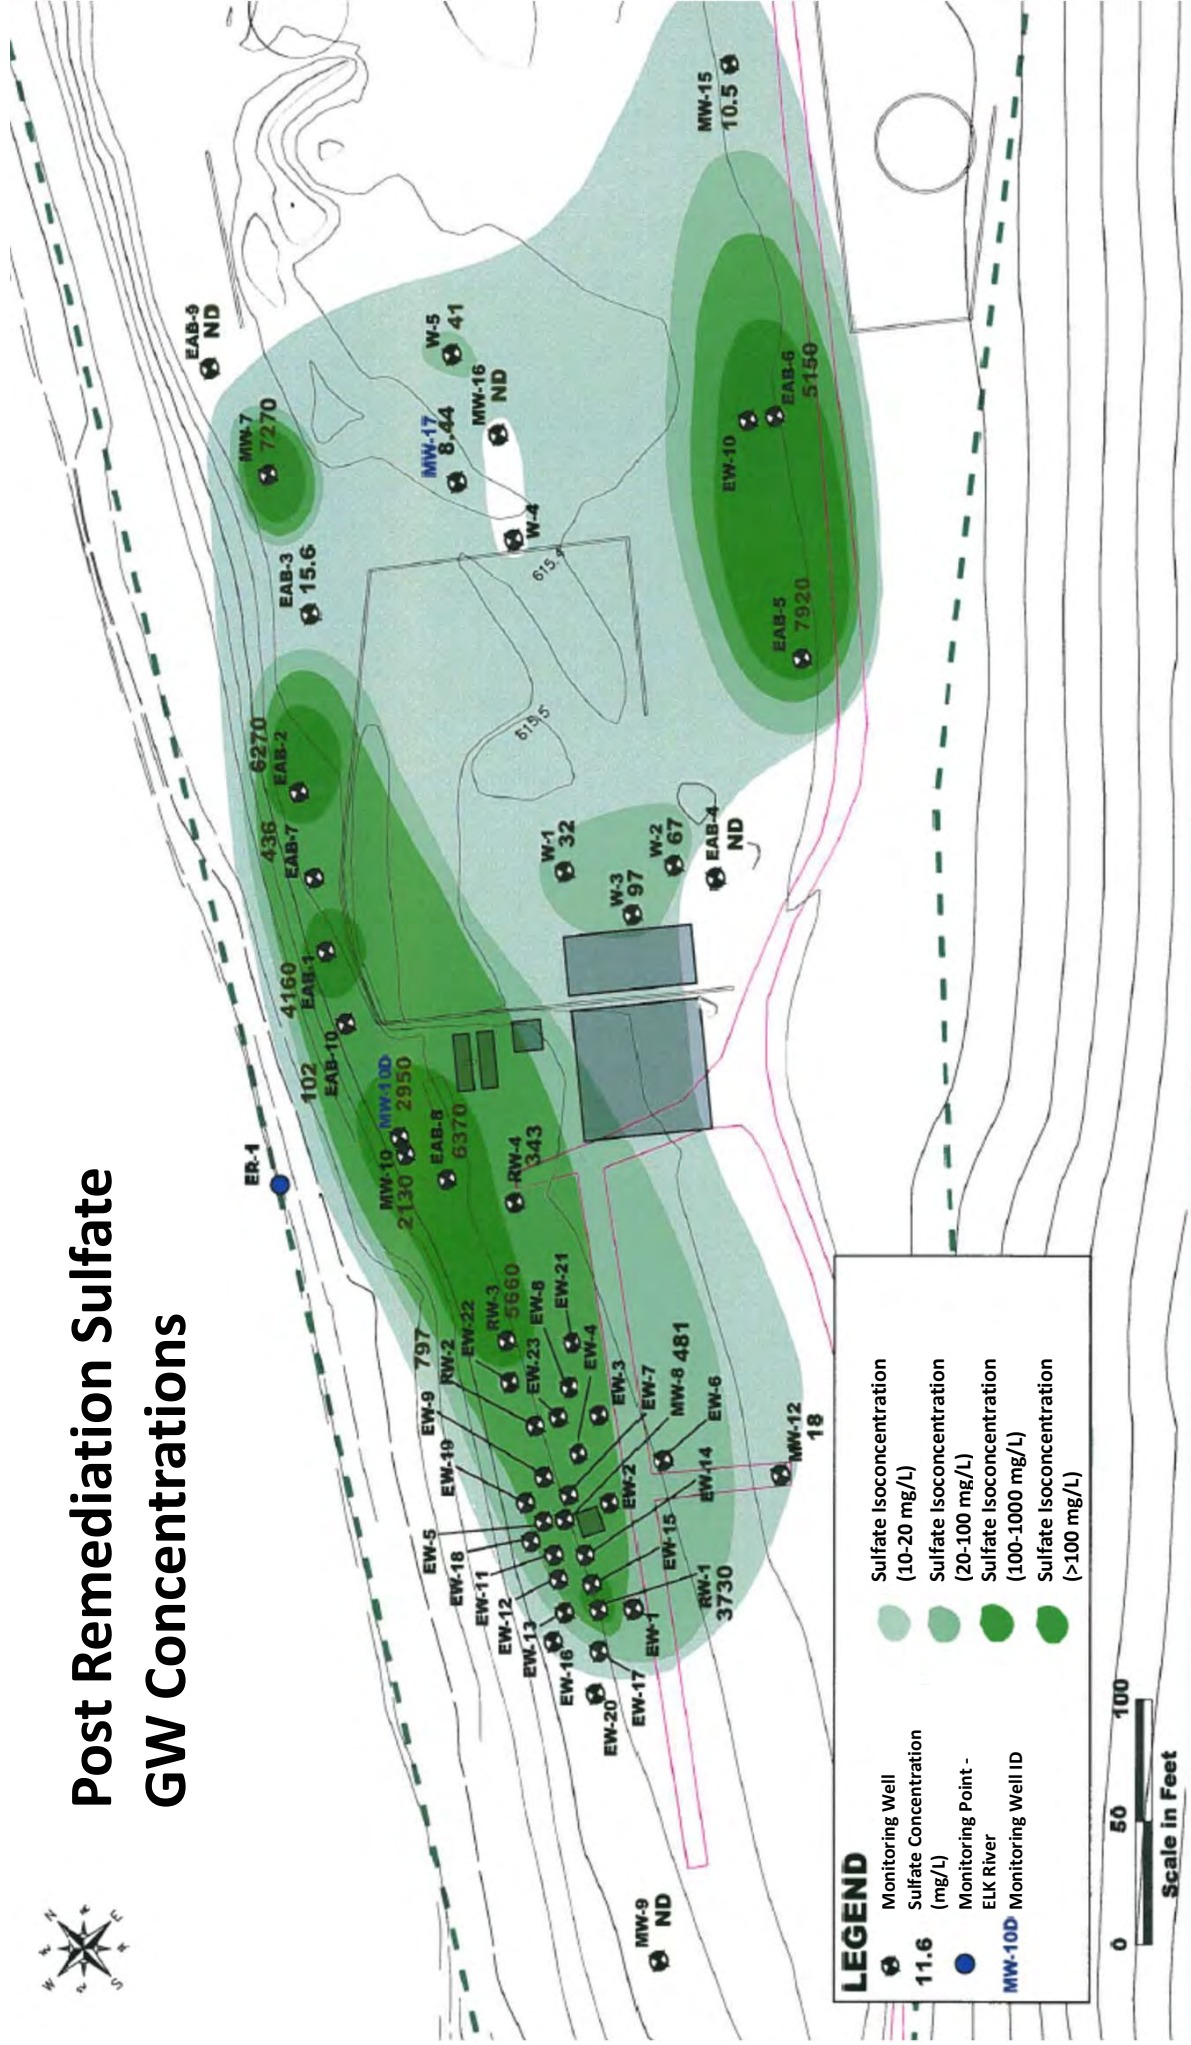 Post Remediation Sulfate
GW Concentrations
N
E
S
W
ER-1
EAB-9
ND
MW-7
7270
EAB-3
15.6
W-5
41
MW-16
ND
MW-17
8.44
W-4
615.4
615.5
MW-15
10.5
EW-10
EAB-6
5150
EAB-5
7920
6270
EAB-2
436
EAB-7
4160
EAB-1
102
EAB-10
W-1
32
W-2
67
W-3
97
EAB-4
ND
MW-10D
2950
MW-10
2130
EAB-8
6370
RW-4
343
RW-3
5660
EW-22
797
RW-2
EW-9
EW-19
EW-5
EW-18
EW-11
EW-12
EW-13
EW-16
EW-20
EW-17
EW-1
RW-1
3730
EW-15
EW-14
EW-2
EW-6
MW-8 481
EW-7
EW-3
EW-4
EW-23
EW-8
EW-21
MW-12
18
MW-9
ND
LEGEND
Monitoring Well
11.6
Sulfate Concentration
(mg/L)
Monitoring Point -
ELK River
MW-10D
Monitoring Well ID
Sulfate Isoconcentration
(10-20 mg/L)
Sulfate Isoconcentration
(20-100 mg/L)
Sulfate Isoconcentration
(100-1000 mg/L)
Sulfate Isoconcentration
(>100 mg/L)
0
50
100
Scale in Feet